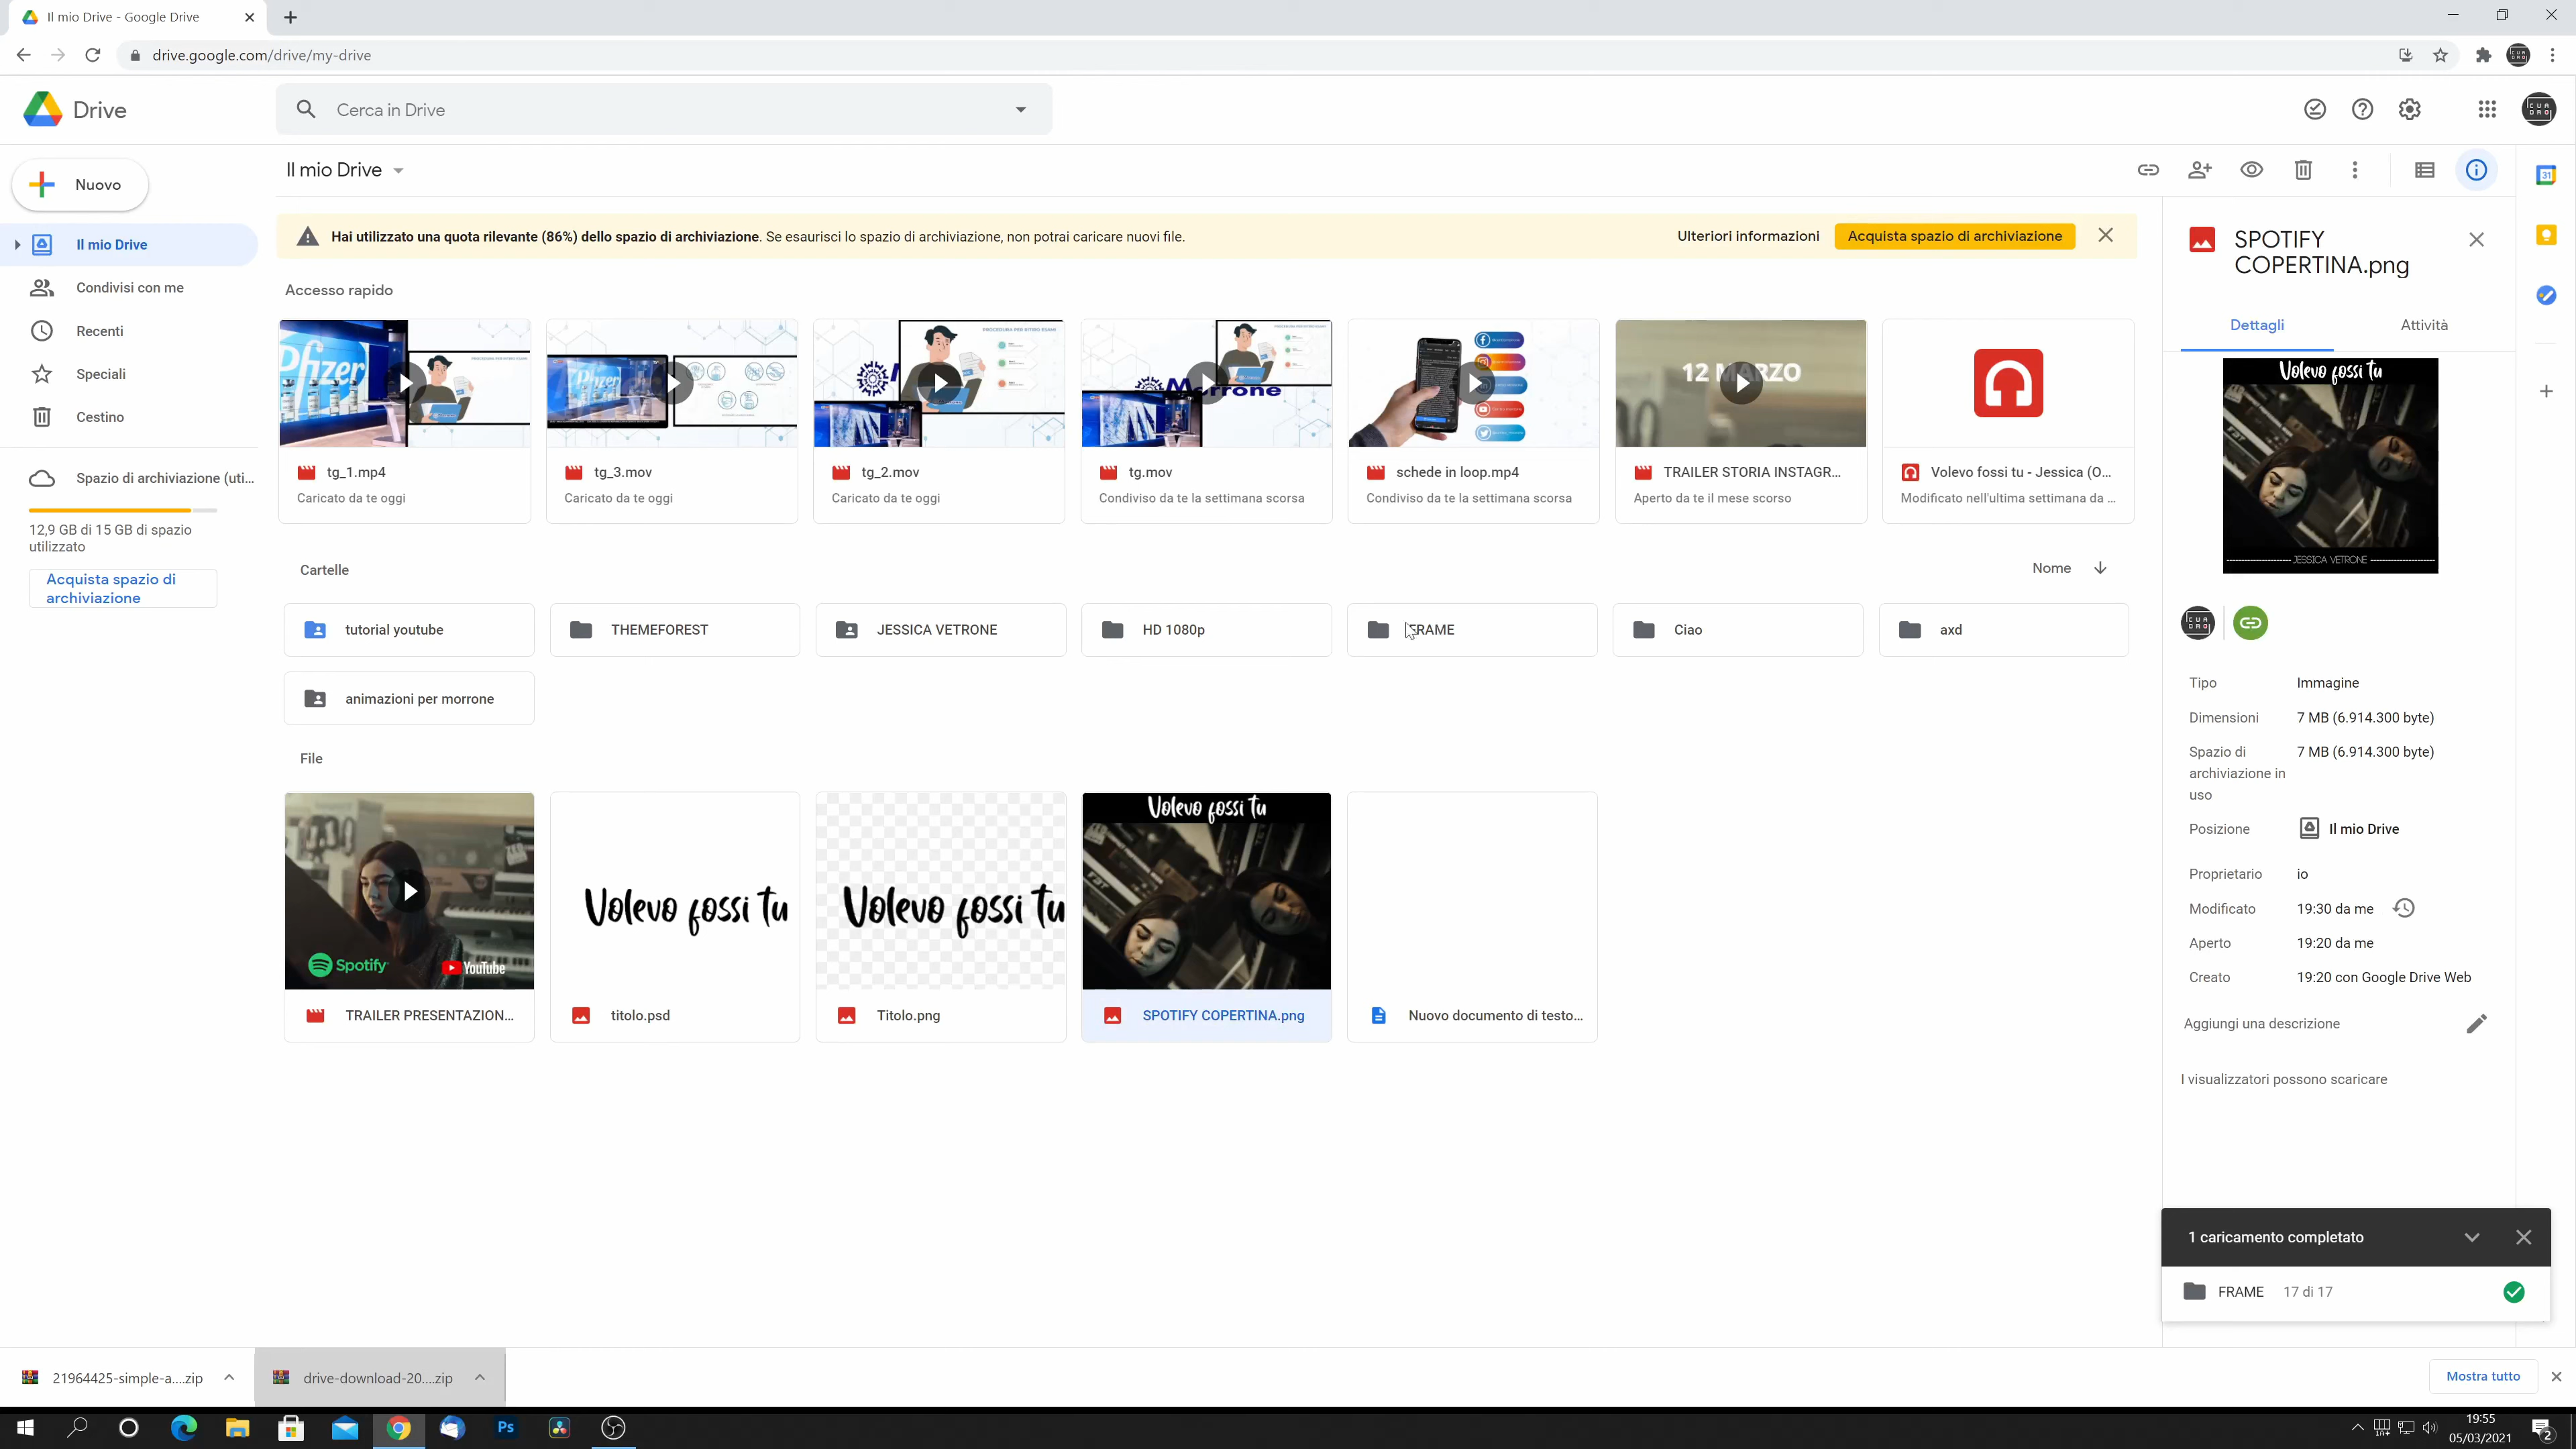 Il mio Drive - Google Drive
drive.google.com/drive/my-drive
Drive
Cerca in Drive
Nuovo
Il mio Drive
Hai utilizzato una quota rilevante (86%) dello spazio di archiviazione. Se esaurisci lo spazio di archiviazione, non potrai caricare nuovi file.
Ulteriori informazioni
Acquista spazio di archiviazione
Il mio Drive
Condivisi con me
Recenti
Speciali
Cestino
Spazio di archiviazione (uti...
12,9 GB di 15 GB di spazio
utilizzato
Acquista spazio di
archiviazione
Accesso rapido
Pfizer
12 MARZO
tg_1.mp4
Caricato da te oggi
tg_3.mov
Caricato da te oggi
tg_2.mov
Caricato da te oggi
tg.mov
Condiviso da te la settimana scorsa
schede in loop.mp4
Condiviso da te la settimana scorsa
TRAILER STORIA INSTAGR...
Aperto da te il mese scorso
Volevo fossi tu - Jessica (O...
Modificato nell'ultima settimana da ...
Cartelle
Nome
tutorial youtube
THEMEFOREST
JESSICA VETRONE
HD 1080p
FRAME
Ciao
axd
animazioni per morrone
File
Spotify
YouTube
Volevo fossi tu
Volevo fossi tu
Volevo fossi tu
TRAILER PRESENTAZION...
titolo.psd
Titolo.png
SPOTIFY COPERTINA.png
Nuovo documento di testo...
SPOTIFY
COPERTINA.png
Dettagli
Attività
Volevo fossi tu
JESSICA VETRONE
Tipo
Immagine
Dimensioni
7 MB (6.914.300 byte)
Spazio di
archiviazione in
uso
7 MB (6.914.300 byte)
Posizione
Il mio Drive
Proprietario
io
Modificato
19:30 da me
Aperto
19:20 da me
Creato
19:20 con Google Drive Web
Aggiungi una descrizione
I visualizzatori possono scaricare
1 caricamento completato
FRAME
17 di 17
21964425-simple-a....zip
drive-download-20....zip
Mostra tutto
Ps
19:55
05/03/2021
2
31